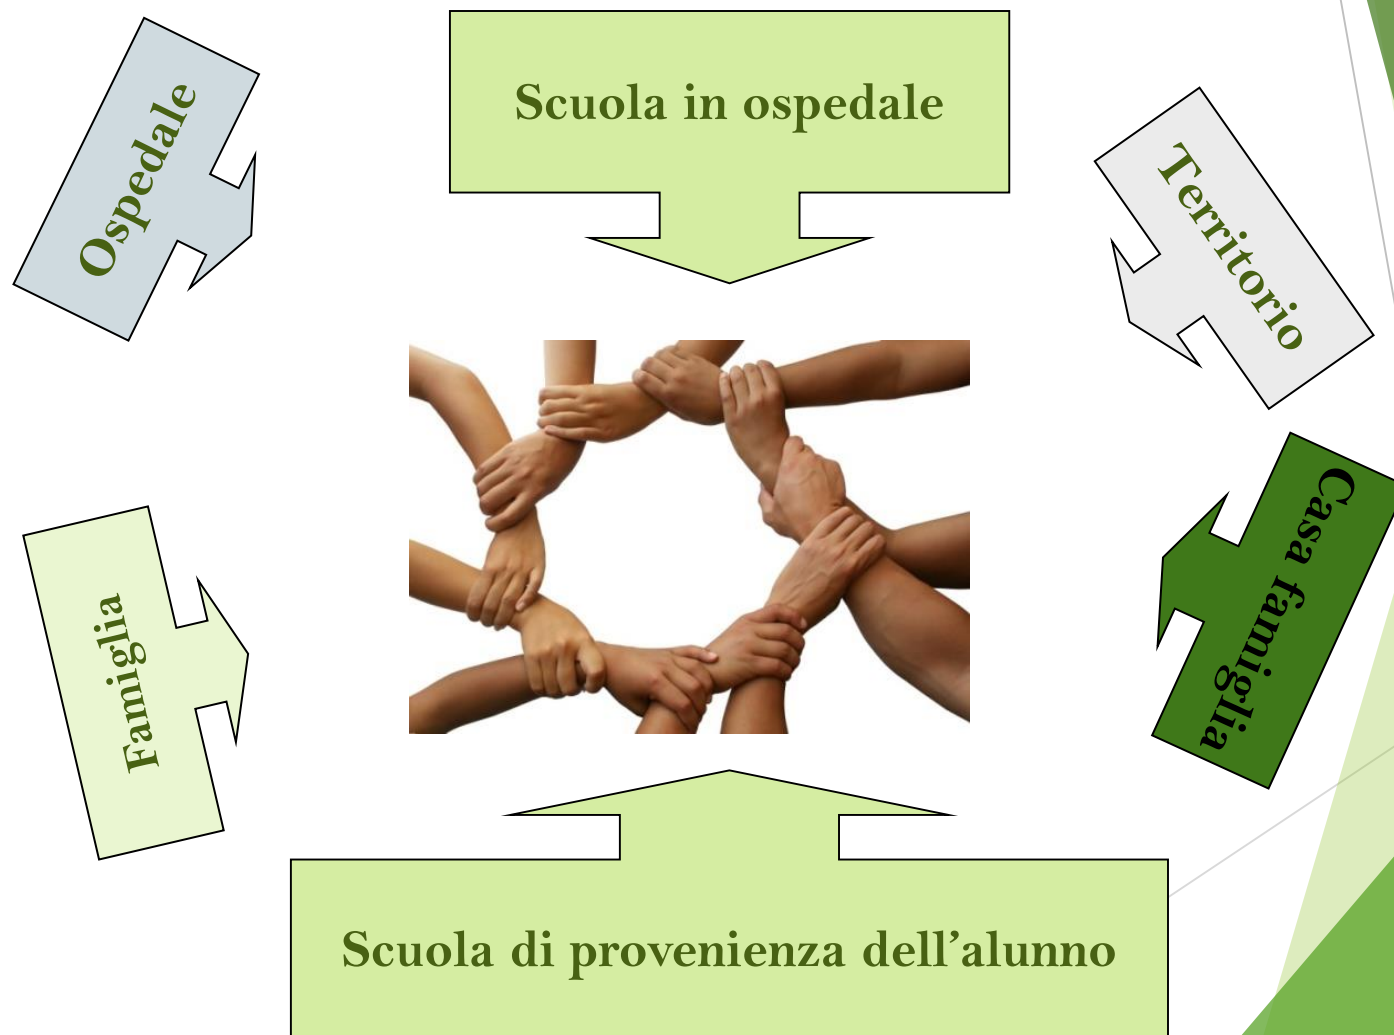 Scuola in ospedale
Ospedale
Territorio
Casa famiglia
Famiglia
Scuola di provenienza dell’alunno